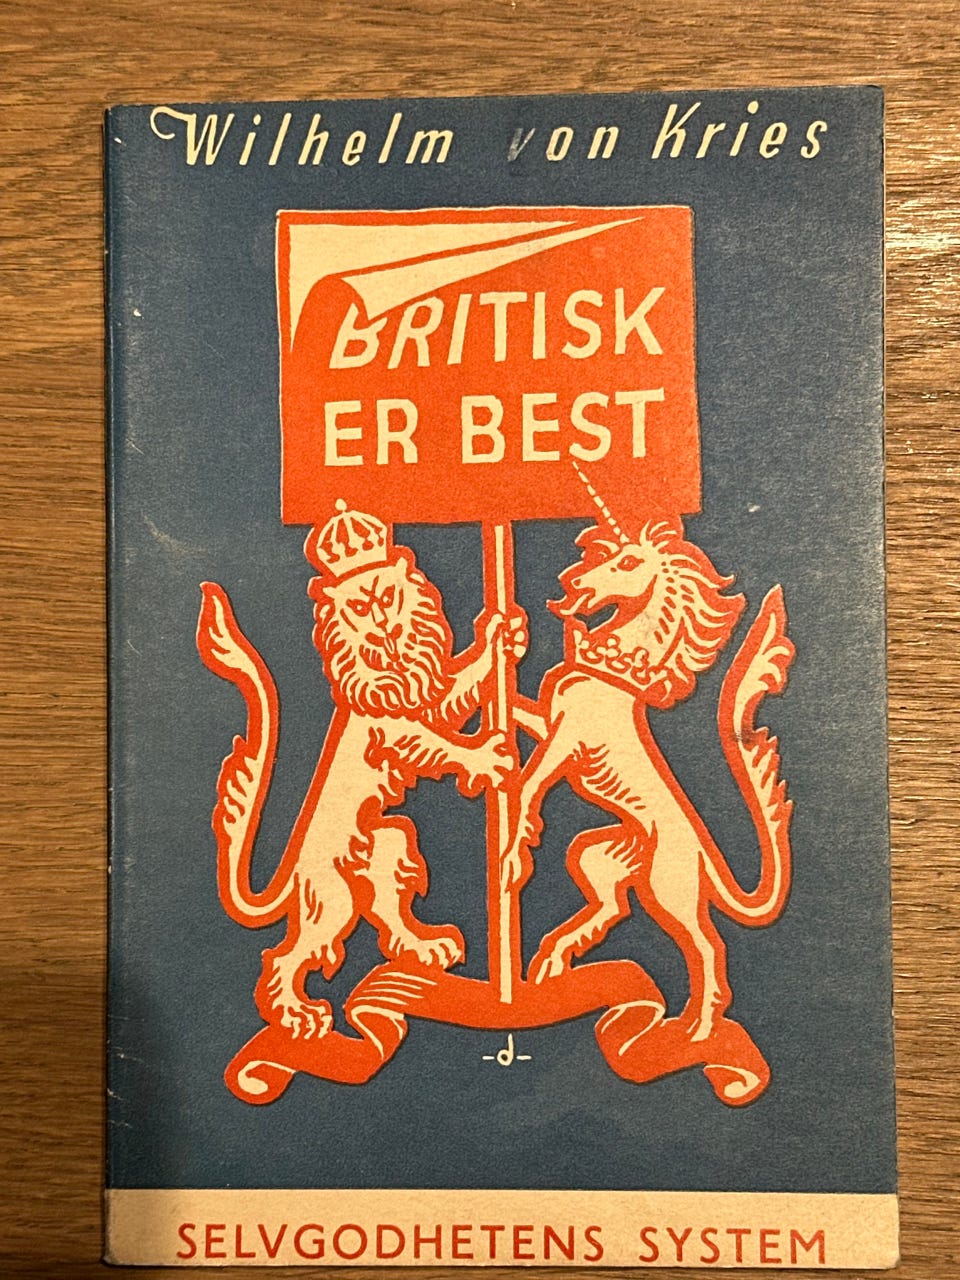 Wilhelm von Kries
BRITISK
ER BEST
-d-
SELVGODHETENS SYSTEM